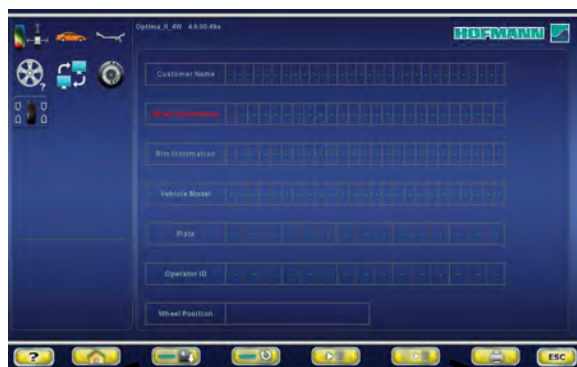 Optima_II_4W 4.6.00.49a
HOFMANN
Customer Name
Rim Information
Vehicle Model
Plate
Operator ID
Wheel Position
?
?
ESC